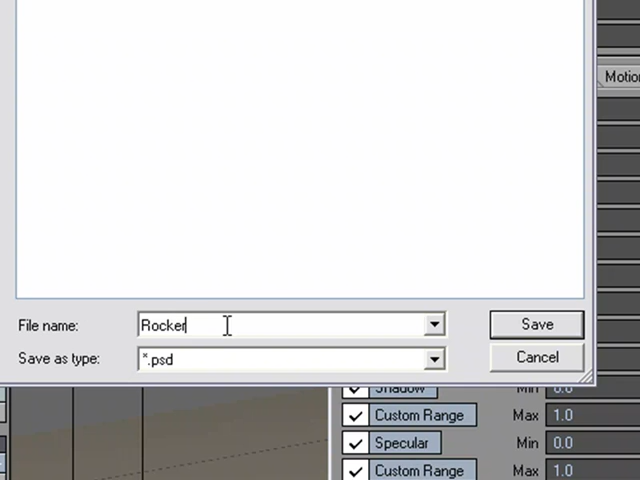 Motion
File name: Rocker Save
Save as type: *.psd Cancel
Shadow Min 0.0
Custom Range Max 1.0
Specular Min 0.0
Custom Range Max 1.0